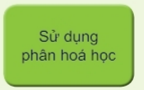 Sử dụng
phân hoá học